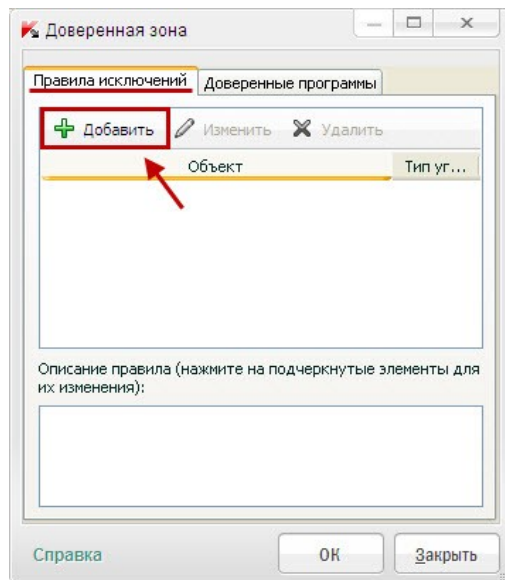 Доверенная зона
Правила исключений Доверенные программы
Добавить Изменить Удалить
Объект Тип уг...
Описание правила (нажмите на подчеркнутые элементы для
их изменения):
Справка ОК Закрыть